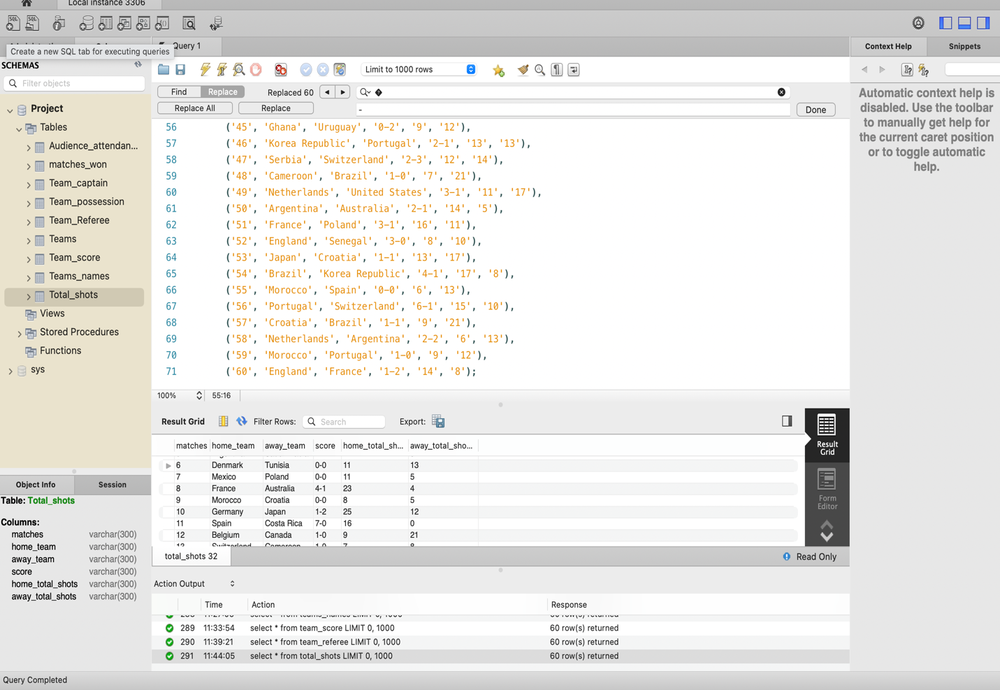 Local instance 3306
Query 1
Create a new SQL tab for executing queries
Context Help
Snippets
SCHEMAS
Filter objects
Limit to 1000 rows
Find
Replace
Replaced 60
Replace All
Replace
-
Done
Automatic context help is
disabled. Use the toolbar
to manually get help for
the current caret position
or to toggle automatic
help.
Project
Tables
Audience_attendan...
matches_won
Team_captain
Team_possession
Team_Referee
Teams
Team_score
Teams_names
Total_shots
Views
Stored Procedures
Functions
sys
56 ('45', 'Ghana', 'Uruguay', '0-2', '9', '12'),
57 ('46', 'Korea Republic', 'Portugal', '2-1', '13', '13'),
58 ('47', 'Serbia', 'Switzerland', '2-3', '12', '14'),
59 ('48', 'Cameroon', 'Brazil', '1-0', '7', '21'),
60 ('49', 'Netherlands', 'United States', '3-1', '11', '17'),
61 ('50', 'Argentina', 'Australia', '2-1', '14', '5'),
62 ('51', 'France', 'Poland', '3-1', '16', '11'),
63 ('52', 'England', 'Senegal', '3-0', '8', '10'),
64 ('53', 'Japan', 'Croatia', '1-1', '13', '17'),
65 ('54', 'Brazil', 'Korea Republic', '4-1', '17', '8'),
66 ('55', 'Morocco', 'Spain', '0-0', '6', '13'),
67 ('56', 'Portugal', 'Switzerland', '6-1', '15', '10'),
68 ('57', 'Croatia', 'Brazil', '1-1', '9', '21'),
69 ('58', 'Netherlands', 'Argentina', '2-2', '6', '13'),
70 ('59', 'Morocco', 'Portugal', '1-0', '9', '12'),
71 ('60', 'England', 'France', '1-2', '14', '8');
100% 55:16
Result Grid Filter Rows: Search Export:
matches home_team away_team score home_total_sh... away_total_sho...
6 Denmark Tunisia 0-0 11 13
7 Mexico Poland 0-0 11 5
8 France Australia 4-1 23 4
9 Morocco Croatia 0-0 8 5
10 Germany Japan 1-2 25 12
11 Spain Costa Rica 7-0 16 0
12 Belgium Canada 1-0 9 21
13 Switzerland Cameroon 1-0 7 8
Result
Grid
Form
Editor
total_shots 32
Read Only
Object Info
Session
Table: Total_shots
Columns:
matches varchar(300)
home_team varchar(300)
away_team varchar(300)
score varchar(300)
home_total_shots varchar(300)
away_total_shots varchar(300)
Action Output
Time Action Response
select * from teams_names LIMIT 0, 1000
289 11:33:54 select * from team_score LIMIT 0, 1000 60 row(s) returned
290 11:39:21 select * from team_referee LIMIT 0, 1000 60 row(s) returned
291 11:44:05 select * from total_shots LIMIT 0, 1000 60 row(s) returned
Query Completed